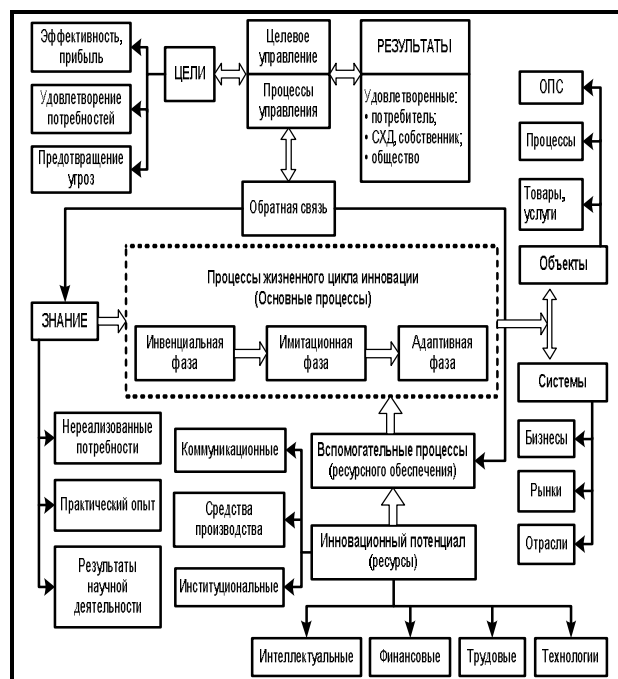 Эффективность,
прибыль
Удовлетворение
потребностей
Предотвращение
угроз
ЦЕЛИ
Целевое
управление
Процессы
управления
РЕЗУЛЬТАТЫ
Удовлетворенные:
• потребитель;
• СХД, собственник;
• общество
ОПС
Процессы
Товары,
услуги
Объекты
Обратная связь
Процессы жизненного цикла инновации
(Основные процессы)
ЗНАНИЕ
Инвенциальная
фаза
Имитационная
фаза
Адаптивная
фаза
Системы
Бизнесы
Рынки
Отрасли
Нереализованные
потребности
Практический опыт
Результаты
научной
деятельности
Коммуникационные
Средства
производства
Институциональные
Вспомогательные процессы
(ресурсного обеспечения)
Инновационный потенциал
(ресурсы)
Интеллектуальные
Финансовые
Трудовые
Технологии